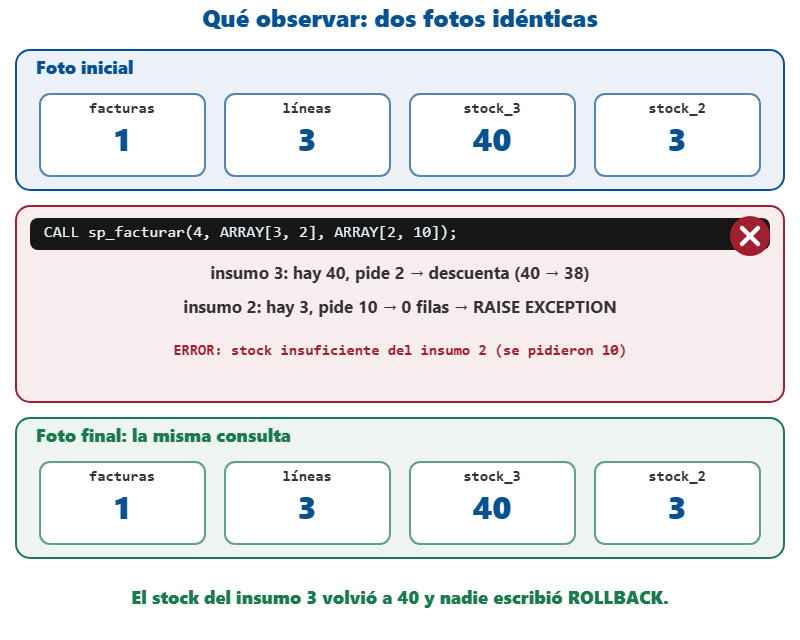 Qué observar: dos fotos idénticas
Foto inicial
facturas líneas stock_3 stock_2
1 3 40 3
CALL sp_facturar(4, ARRAY[3, 2], ARRAY[2, 10]);
insumo 3: hay 40, pide 2 → descuenta (40 → 38)
insumo 2: hay 3, pide 10 → 0 filas → RAISE EXCEPTION
ERROR: stock insuficiente del insumo 2 (se pidieron 10)
Foto final: la misma consulta
facturas líneas stock_3 stock_2
1 3 40 3
El stock del insumo 3 volvió a 40 y nadie escribió ROLLBACK.